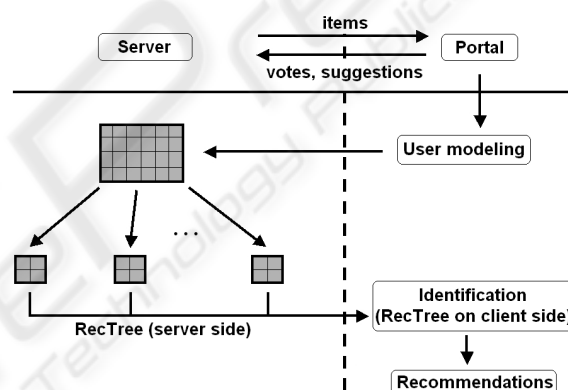 items
Server
Portal
votes, suggestions
User modeling
...
Identification
(RecTree on client side)
RecTree (server side)
Recommendations